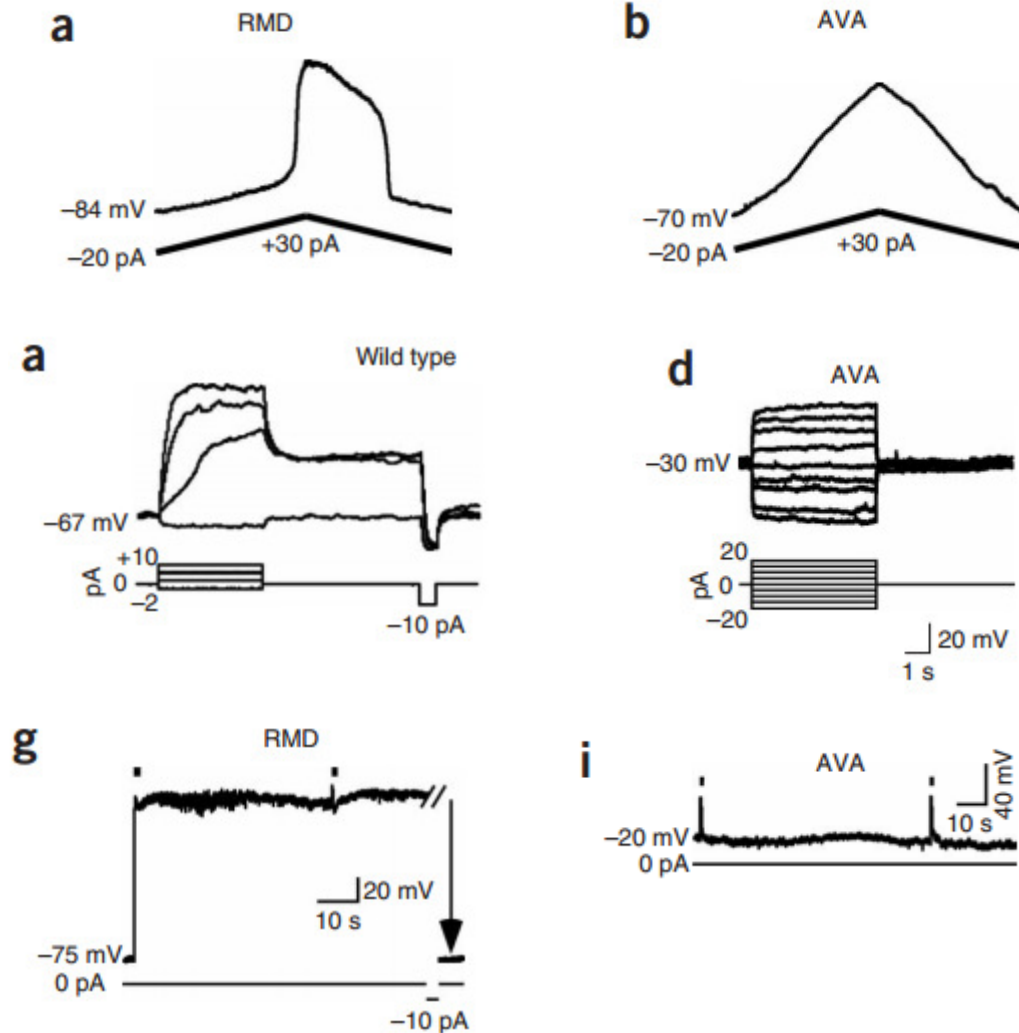 a RMD
b AVA
−84 mV
−20 pA
+30 pA
−70 mV
−20 pA
+30 pA
a Wild type
d AVA
−67 mV
+10
pA 0
−2
−10 pA
−30 mV
20
pA 0
−20
20 mV
1 s
g RMD
i AVA
20 mV
10 s
−75 mV
0 pA
−10 pA
40 mV
10 s
−20 mV
0 pA